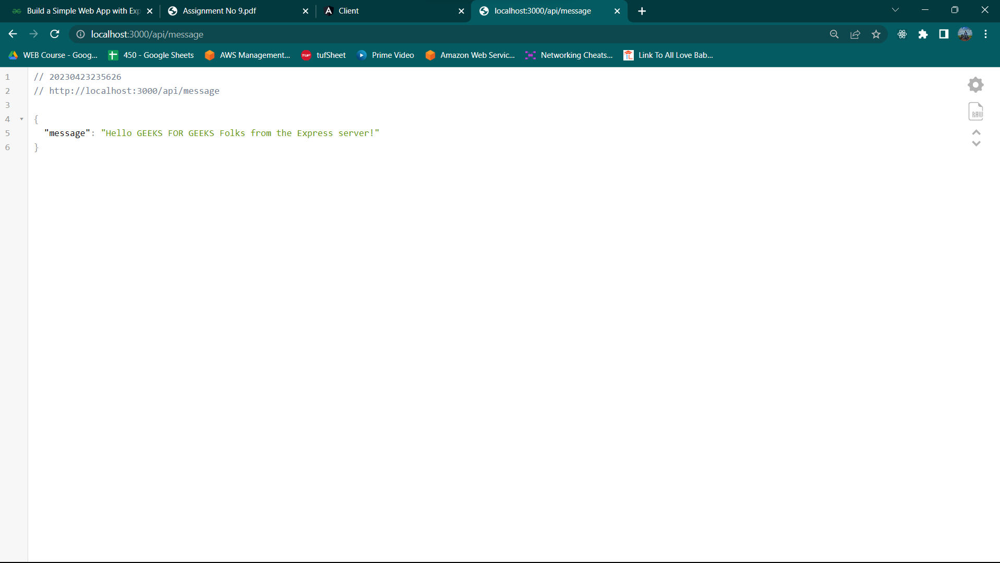 Build a Simple Web App with Exp
Assignment No 9.pdf
Client
localhost:3000/api/message
localhost:3000/api/message
WEB Course - Goog...
450 - Google Sheets
AWS Management...
TUF
tufSheet
Prime Video
Amazon Web Servic...
Networking Cheats...
TL
Link To All Love Bab...
1 // 20230423235626
2 // http://localhost:3000/api/message
3
4 {
5 "message": "Hello GEEKS FOR GEEKS Folks from the Express server!"
6 }
RAW